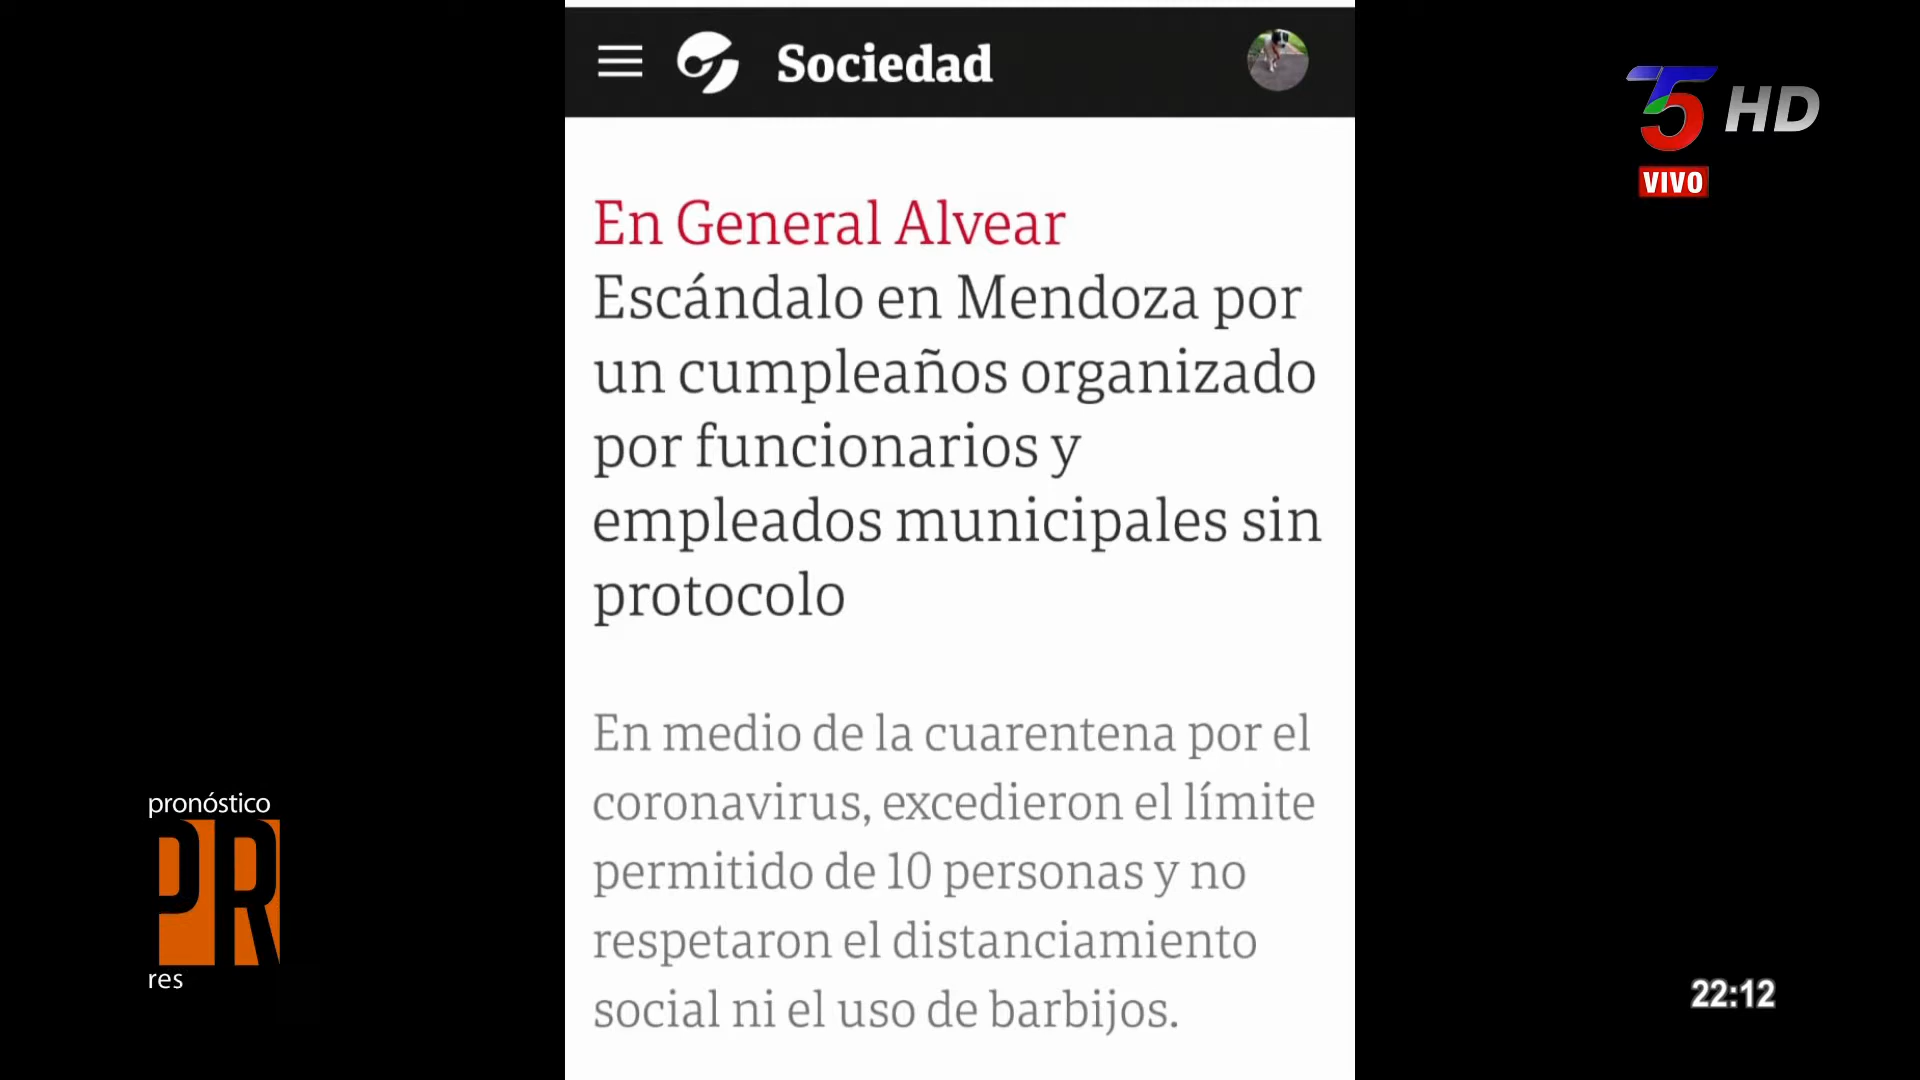 Sociedad
5 HD
VIVO
En General Alvear
Escándalo en Mendoza por
un cumpleaños organizado
por funcionarios y
empleados municipales sin
protocolo
En medio de la cuarentena por el
coronavirus, excedieron el límite
permitido de 10 personas y no
respetaron el distanciamiento
social ni el uso de barbijos.
pronóstico
PR
res
22:12